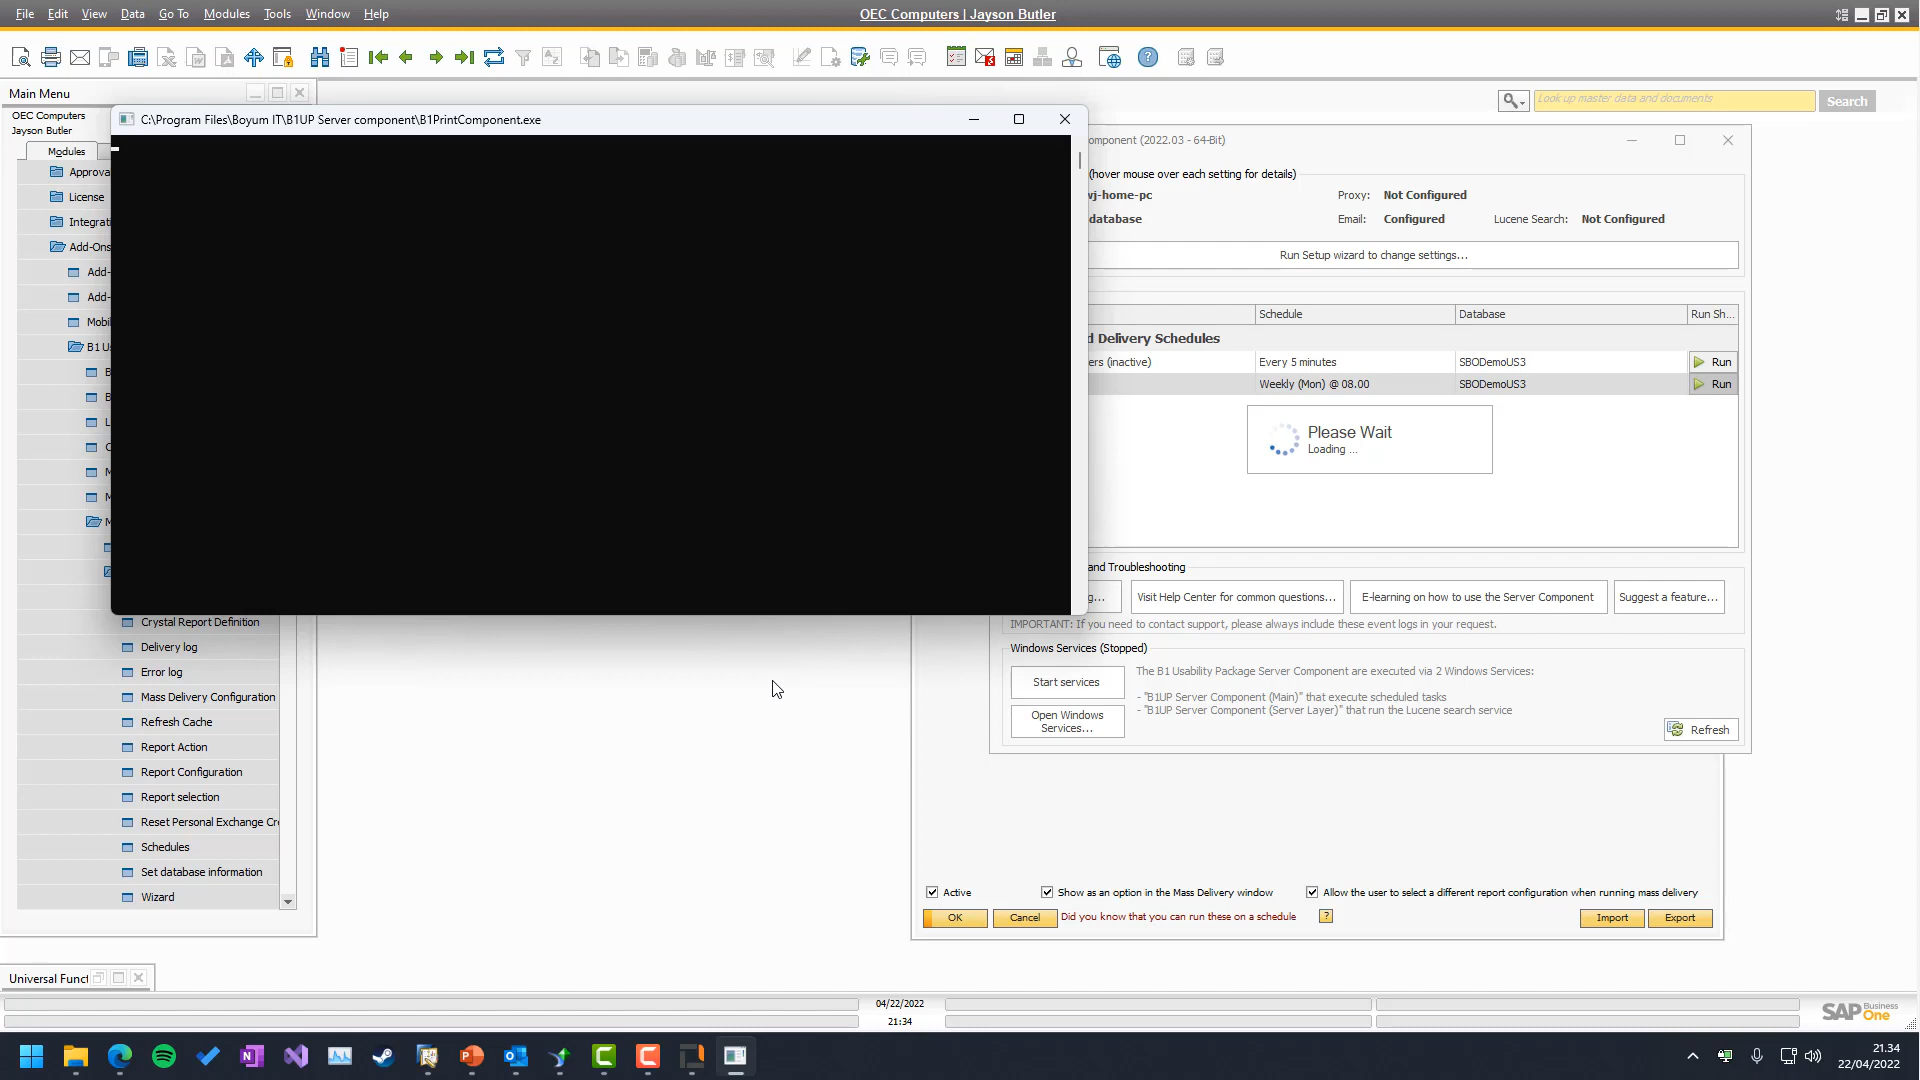 File Edit View Data Go To Modules Tools Window Help
OEC Computers | Jayson Butler
Main Menu
OEC Computers
Jayson Butler
Modules
Look up master data and documents
Search
C:\Program Files\Boyum IT\B1UP Server component\B1PrintComponent.exe
omponent (2022.03 - 64-Bit)
(hover mouse over each setting for details)
vj-home-pc
Proxy: Not Configured
database
Email: Configured
Lucene Search: Not Configured
Run Setup wizard to change settings...
Schedule Database Run Sh...
d Delivery Schedules
ers (inactive) Every 5 minutes SBODemoUS3 Run
Weekly (Mon) @ 08.00 SBODemoUS3 Run
Please Wait
Loading ...
and Troubleshooting
g... Visit Help Center for common questions... E-learning on how to use the Server Component Suggest a feature...
IMPORTANT: If you need to contact support, please always include these event logs in your request.
Windows Services (Stopped)
Start services
The B1 Usability Package Server Component are executed via 2 Windows Services:
- "B1UP Server Component (Main)" that execute scheduled tasks
- "B1UP Server Component (Server Layer)" that run the Lucene search service
Open Windows
Services...
Refresh
Approva
License
Integrati
Add-Ons
Add-
Add-
Mobil
B1 U
B
B
L
C
M
M
M
Crystal Report Definition
Delivery log
Error log
Mass Delivery Configuration
Refresh Cache
Report Action
Report Configuration
Report selection
Reset Personal Exchange Cr
Schedules
Set database information
Wizard
Active
Show as an option in the Mass Delivery window
Allow the user to select a different report configuration when running mass delivery
OK
Cancel
Did you know that you can run these on a schedule
?
Import
Export
Universal Funct
04/22/2022
21:34
SAP Business One
21.34
22/04/2022